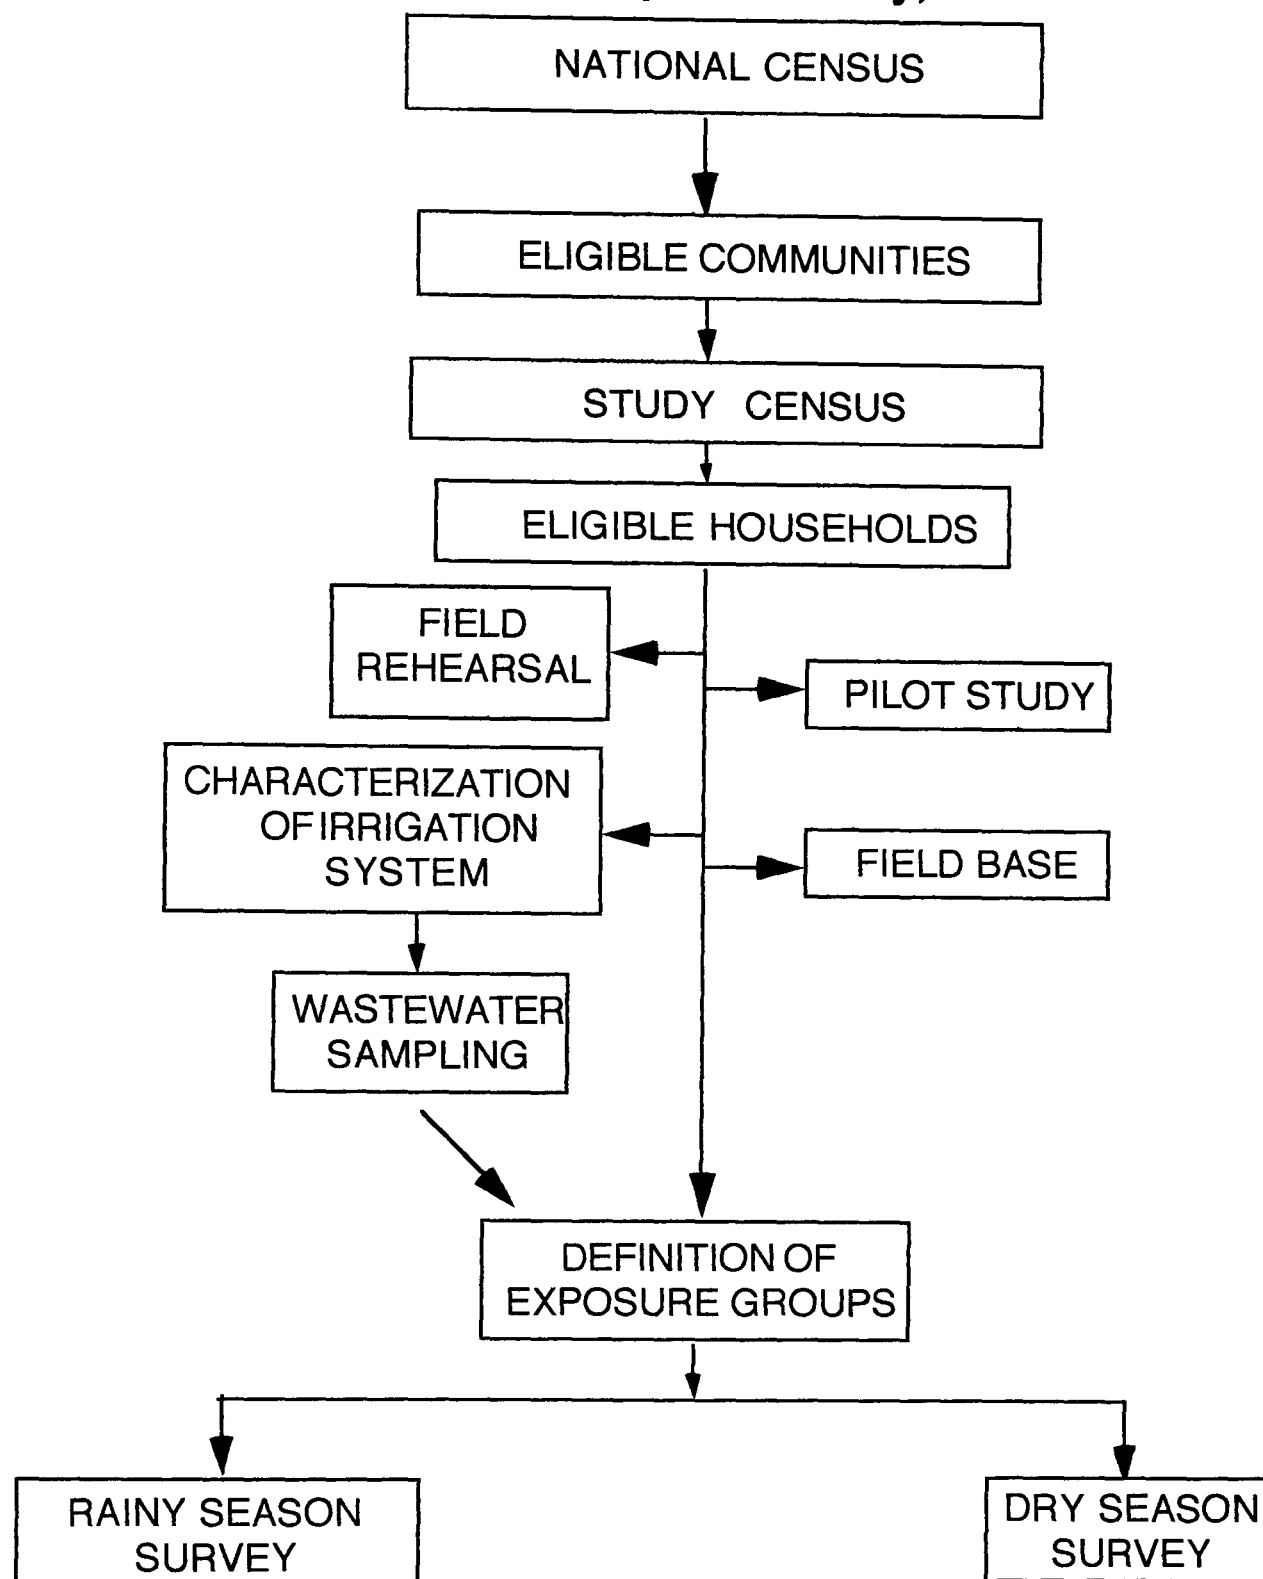 NATIONAL CENSUS
ELIGIBLE COMMUNITIES
STUDY CENSUS
ELIGIBLE HOUSEHOLDS
FIELD
REHEARSAL
PILOT STUDY
CHARACTERIZATION
OF IRRIGATION
SYSTEM
FIELD BASE
WASTEWATER
SAMPLING
DEFINITION OF
EXPOSURE GROUPS
RAINY SEASON
SURVEY
DRY SEASON
SURVEY